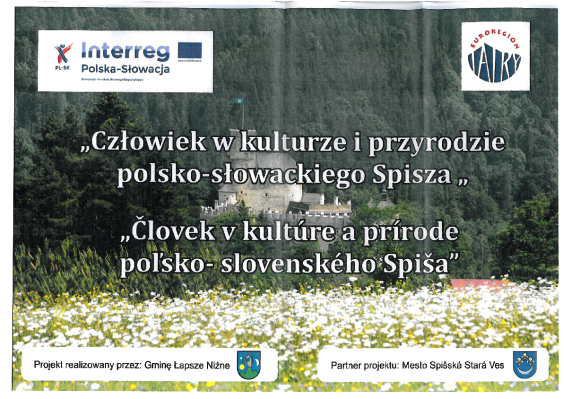 Interreg
PL-SK
Polska-Słowacja
EUROREGION
TATRY
„Człowiek w kulturze i przyrodzie
polsko-słowackiego Spisza „
„Človek v kultúre a prírode
poľsko- slovenského Spiša”
Projekt realizowany przez: Gminę Łapsze Niżne
Partner projektu: Mesto Spišská Stará Ves